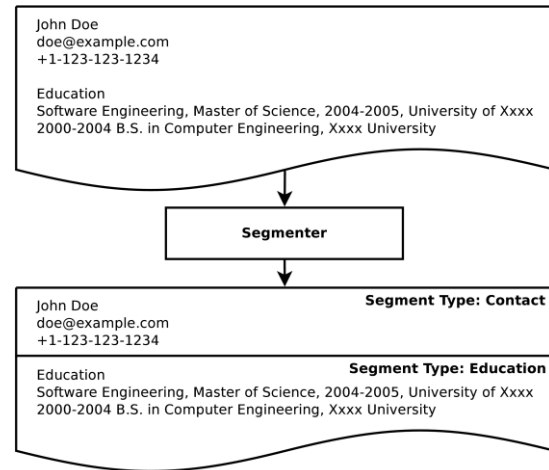 John Doe
doe@example.com
+1-123-123-1234
Education
Software Engineering, Master of Science, 2004-2005, University of Xxxx
2000-2004 B.S. in Computer Engineering, Xxxx University
Segmenter
Segment Type: Contact
John Doe
doe@example.com
+1-123-123-1234
Segment Type: Education
Education
Software Engineering, Master of Science, 2004-2005, University of Xxxx
2000-2004 B.S. in Computer Engineering, Xxxx University